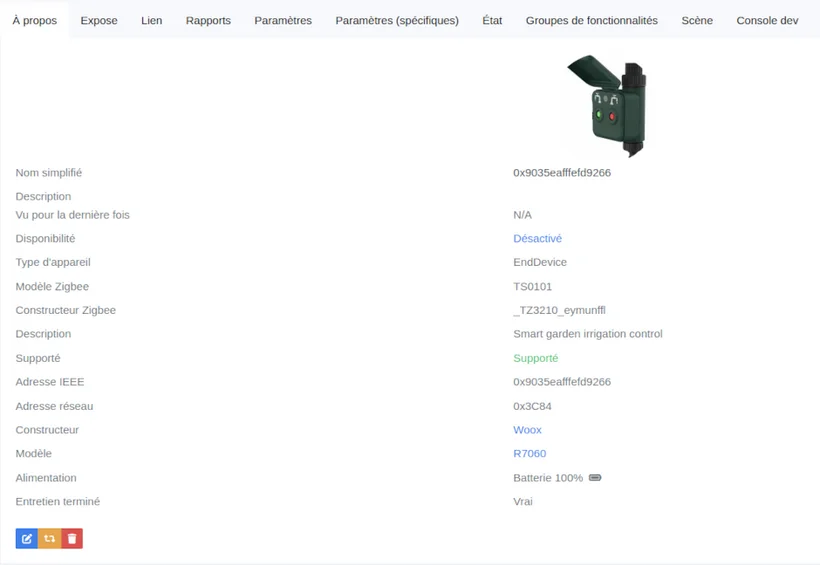 À propos Expose Lien Rapports Paramètres Paramètres (spécifiques) État Groupes de fonctionnalités Scène Console dev
Nom simplifié 0x9035eafffefd9266
Description
Vu pour la dernière fois N/A
Disponibilité Désactivé
Type d'appareil EndDevice
Modèle Zigbee TS0101
Constructeur Zigbee _TZ3210_eymunffl
Description Smart garden irrigation control
Supporté Supporté
Adresse IEEE 0x9035eafffefd9266
Adresse réseau 0x3C84
Constructeur Woox
Modèle R7060
Alimentation Batterie 100%
Entretien terminé Vrai